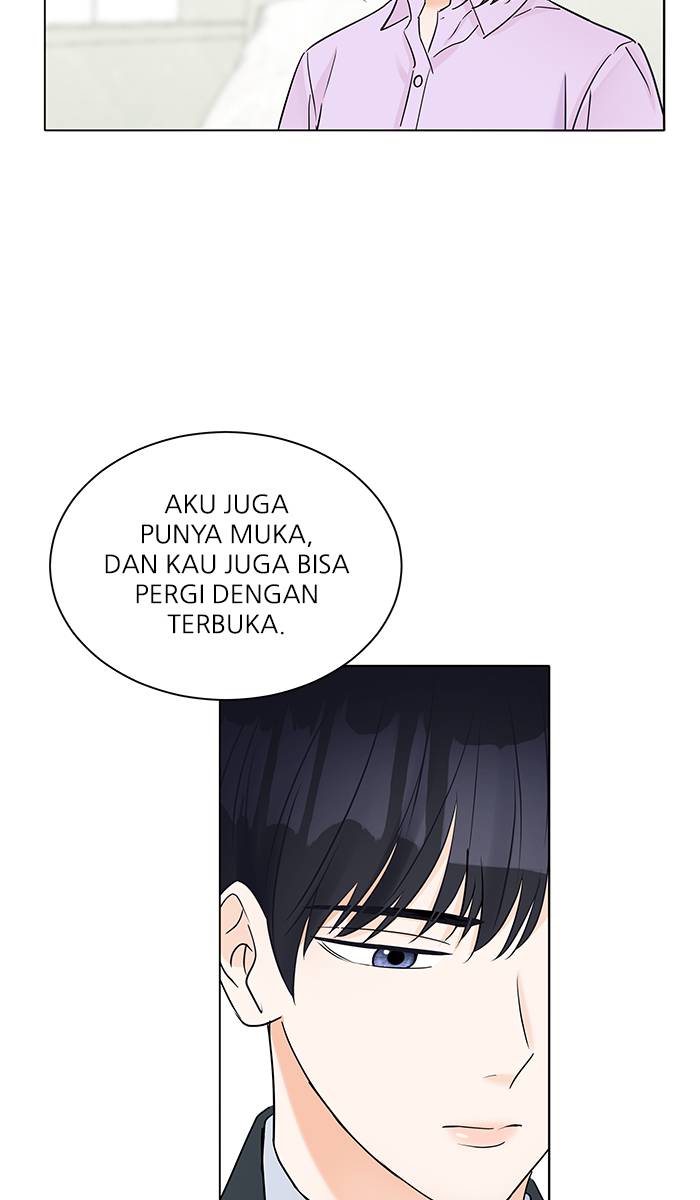 AKU JUGA
PUNYA MUKA,
DAN KAU JUGA BISA
PERGI DENGAN
TERBUKA.